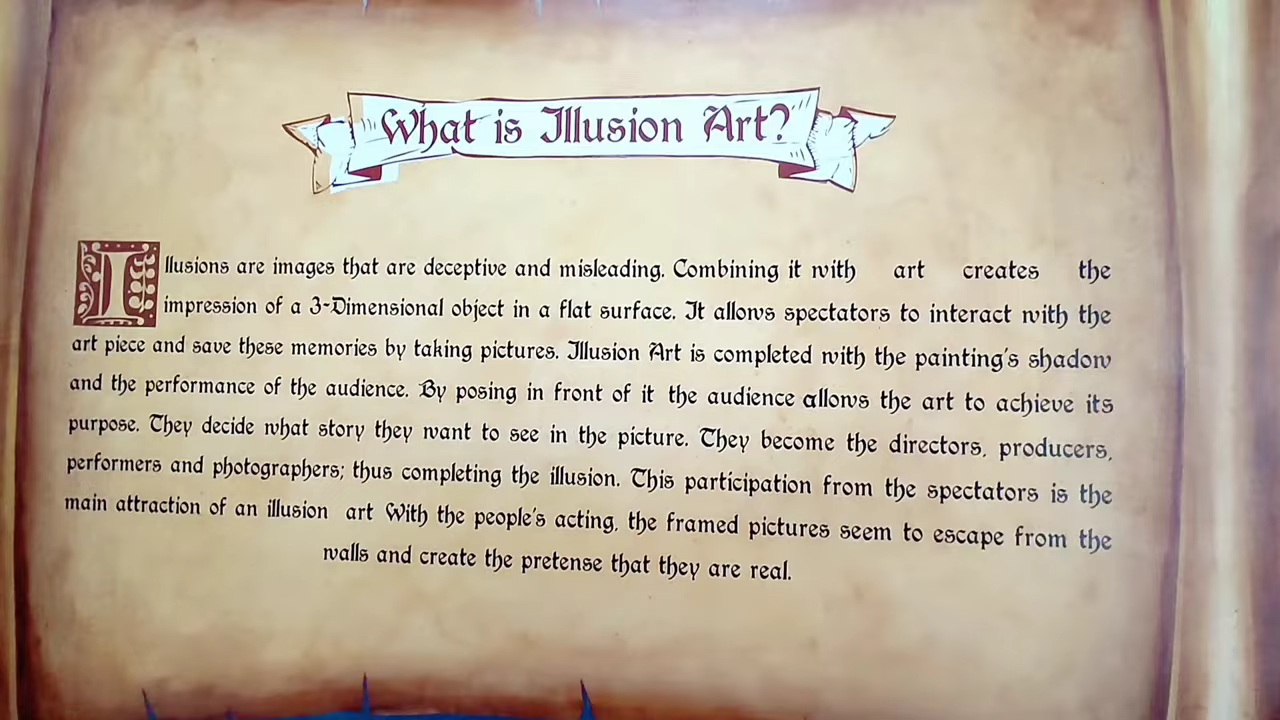 What is Illusion Art?
Illusions are images that are deceptive and misleading. Combining it with art creates the
impression of a 3-Dimensional object in a flat surface. It allows spectators to interact with the
art piece and save these memories by taking pictures. Illusion Art is completed with the painting's shadow
and the performance of the audience. By posing in front of it the audience allows the art to achieve its
purpose. They decide what story they want to see in the picture. They become the directors, producers,
performers and photographers; thus completing the illusion. This participation from the spectators is the
main attraction of an illusion art With the people's acting, the framed pictures seem to escape from the
walls and create the pretense that they are real.